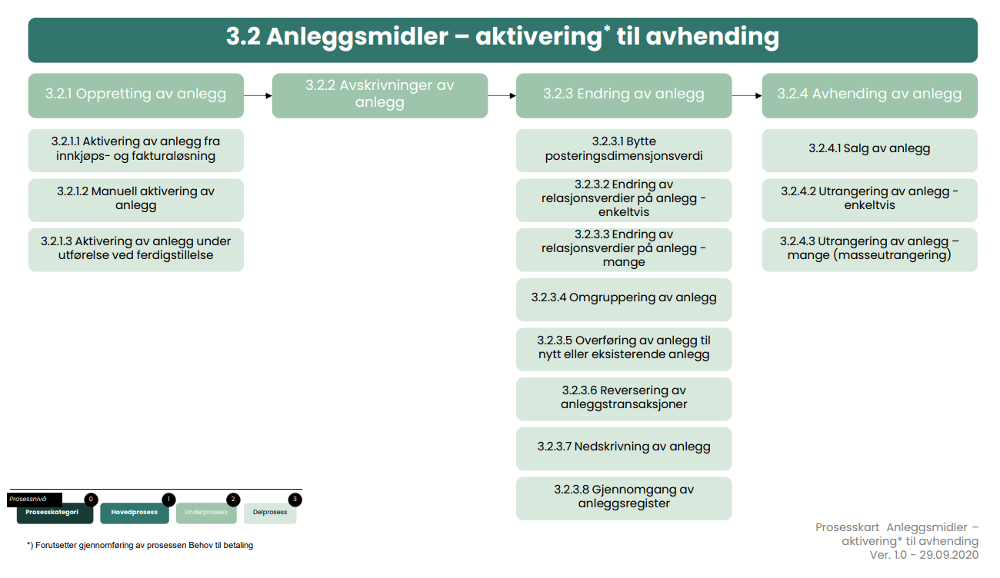 3.2 Anleggsmidler – aktivering* til avhending
3.2.1 Oppretting av anlegg
3.2.2 Avskrivninger av
anlegg
3.2.3 Endring av anlegg
3.2.4 Avhending av anlegg
3.2.1.1 Aktivering av anlegg fra
innkjøps- og fakturaløsning
3.2.1.2 Manuell aktivering av
anlegg
3.2.1.3 Aktivering av anlegg under
utførelse ved ferdigstillelse
3.2.3.1 Bytte
posteringsdimensjonsverdi
3.2.3.2 Endring av
relasjonsverdier på anlegg -
enkeltvis
3.2.3.3 Endring av
relasjonsverdier på anlegg -
mange
3.2.3.4 Omgruppering av anlegg
3.2.3.5 Overføring av anlegg til
nytt eller eksisterende anlegg
3.2.3.6 Reversering av
anleggstransaksjoner
3.2.3.7 Nedskrivning av anlegg
3.2.3.8 Gjennomgang av
anleggsregister
3.2.4.1 Salg av anlegg
3.2.4.2 Utrangering av anlegg -
enkeltvis
3.2.4.3 Utrangering av anlegg –
mange (masseutrangering)
Prosessnivå
0
1
2
3
Prosesskategori
Hovedprosess
Underprosess
Delprosess
*) Forutsetter gjennomføring av prosessen Behov til betaling
Prosesskart Anleggsmidler –
aktivering* til avhending
Ver. 1.0 - 29.09.2020